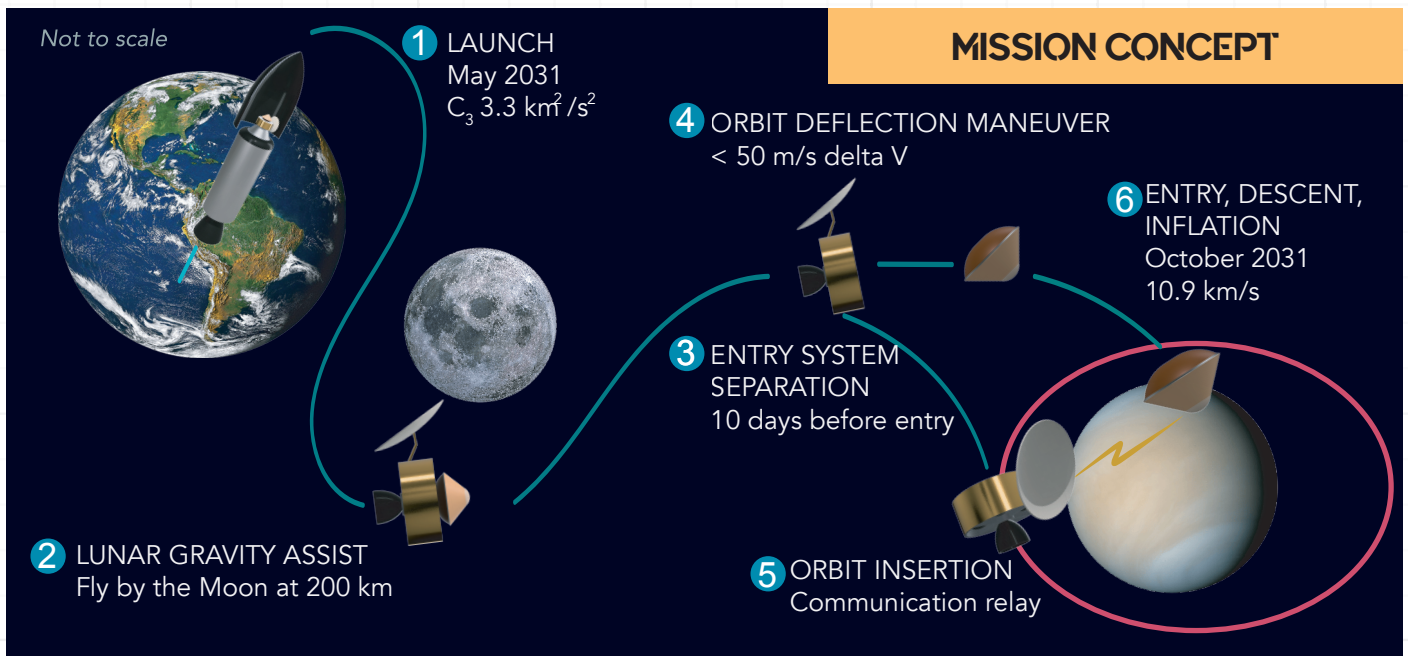 Not to scale
MISSION CONCEPT
1 LAUNCH
May 2031
C₃ 3.3 km²/s²
2 LUNAR GRAVITY ASSIST
Fly by the Moon at 200 km
3 ENTRY SYSTEM
SEPARATION
10 days before entry
4 ORBIT DEFLECTION MANEUVER
< 50 m/s delta V
5 ORBIT INSERTION
Communication relay
6 ENTRY, DESCENT,
INFLATION
October 2031
10.9 km/s